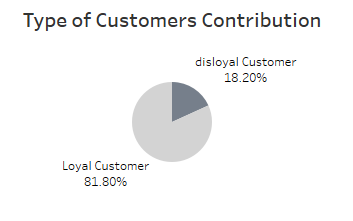 Type of Customers Contribution
disloyal Customer
18.20%
Loyal Customer
81.80%